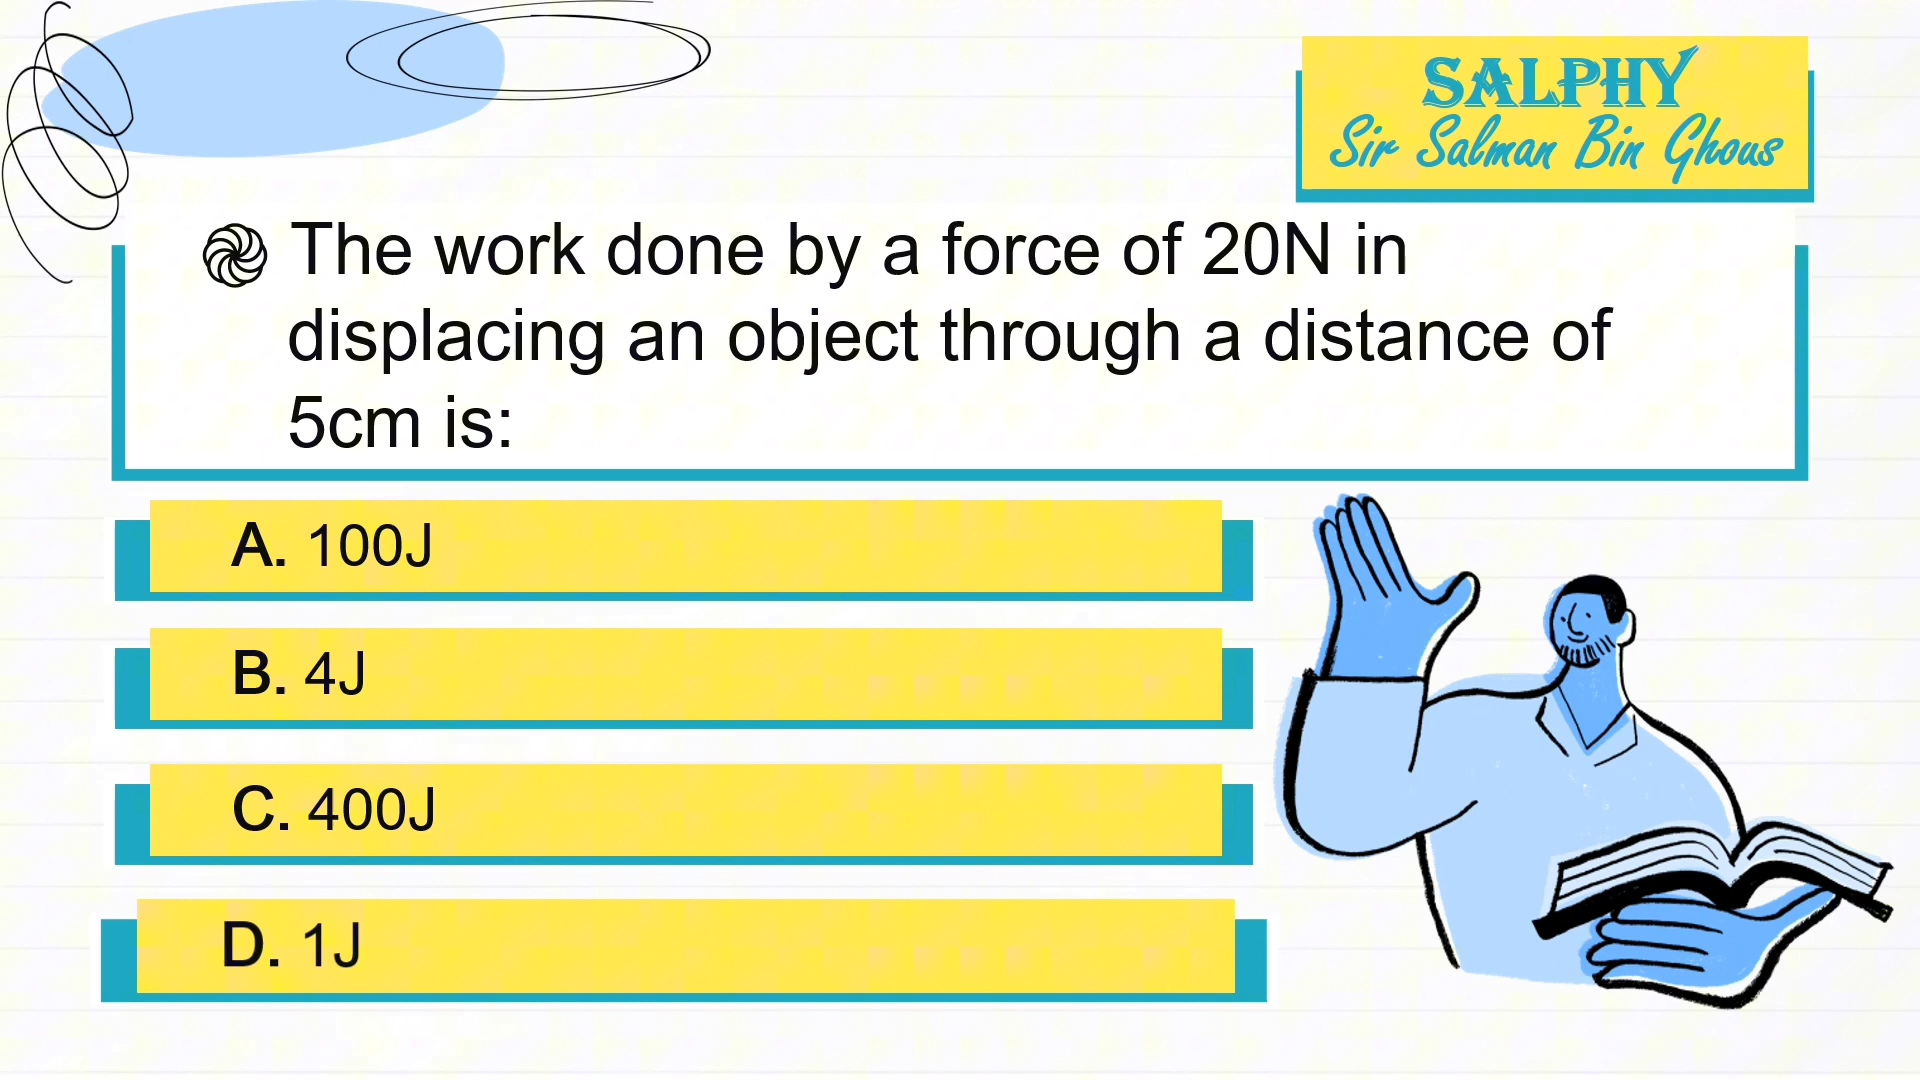 SALPHY
Sir Salman Bin Ghous
The work done by a force of 20N in
displacing an object through a distance of
5cm is:
A. 100J
B. 4J
C. 400J
D. 1J